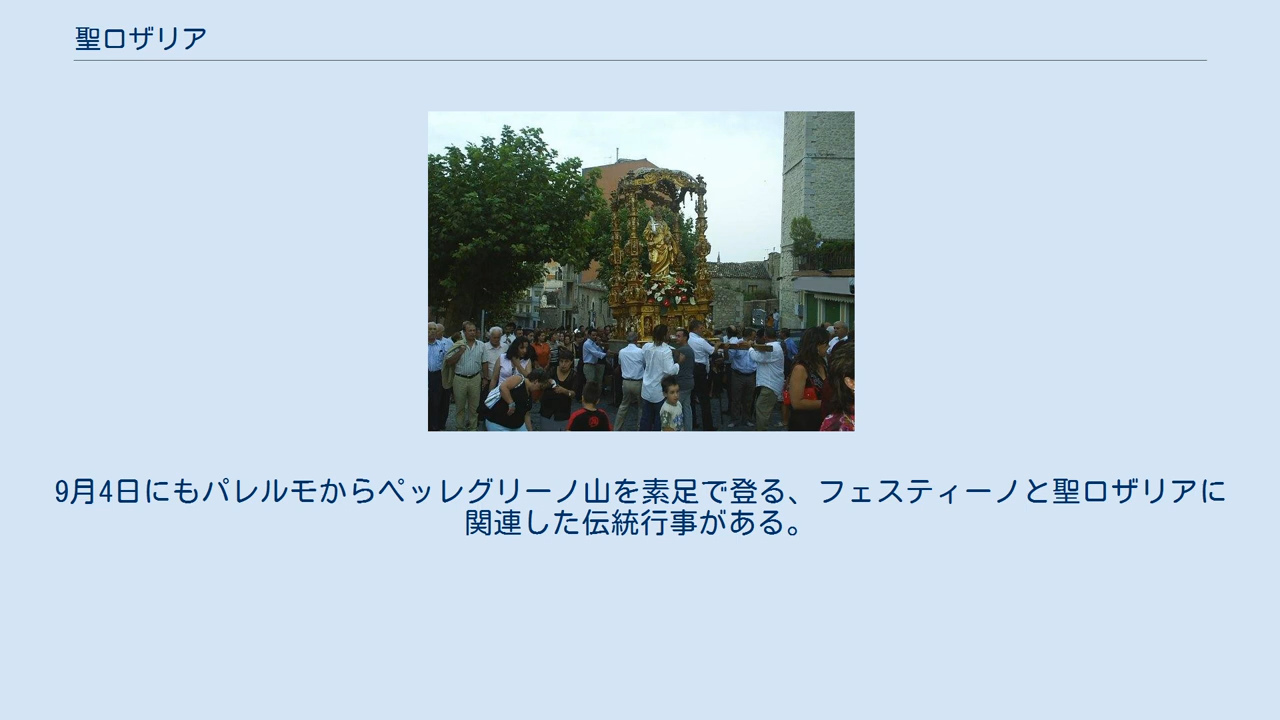 聖ロザリア
9月4日にもパレルモからペッレグリーノ山を素足で登る、フェスティーノと聖ロザリアに
関連した伝統行事がある。